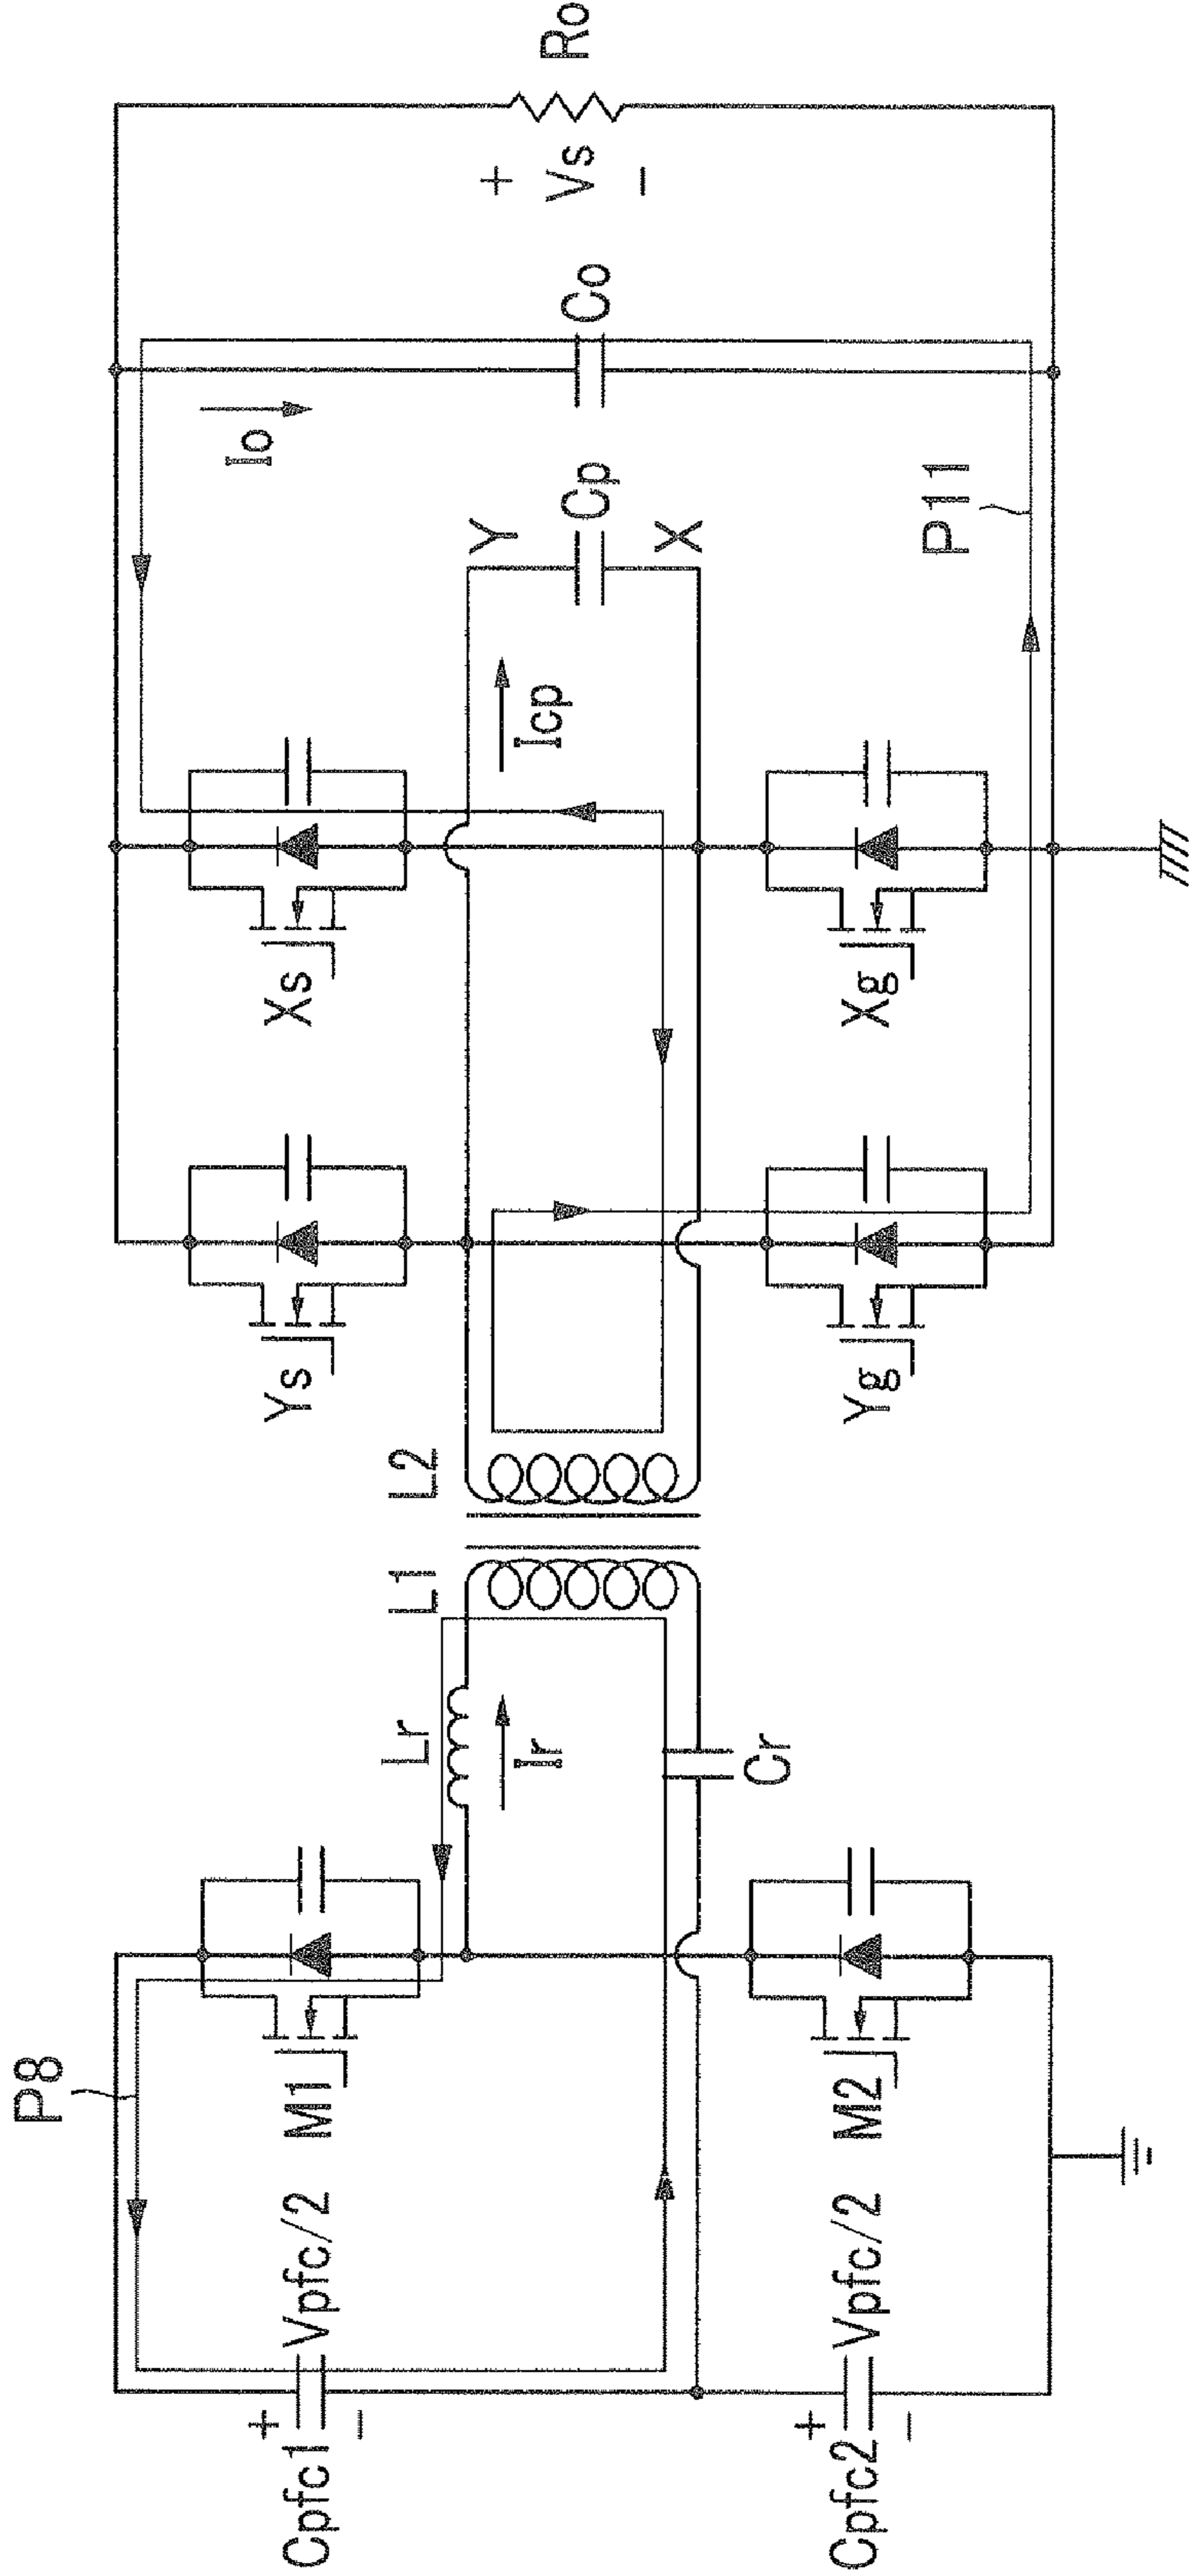 P8
Cpfc1
+
−
Vpfc/2
M1
Cpfc2
+
−
Vpfc/2
M2
Lr
Ir
Cr
L1
L2
Ys
Yg
Xs
Xg
Icp
Y
Cp
X
P11
Io
Co
+
Vs
−
Ro